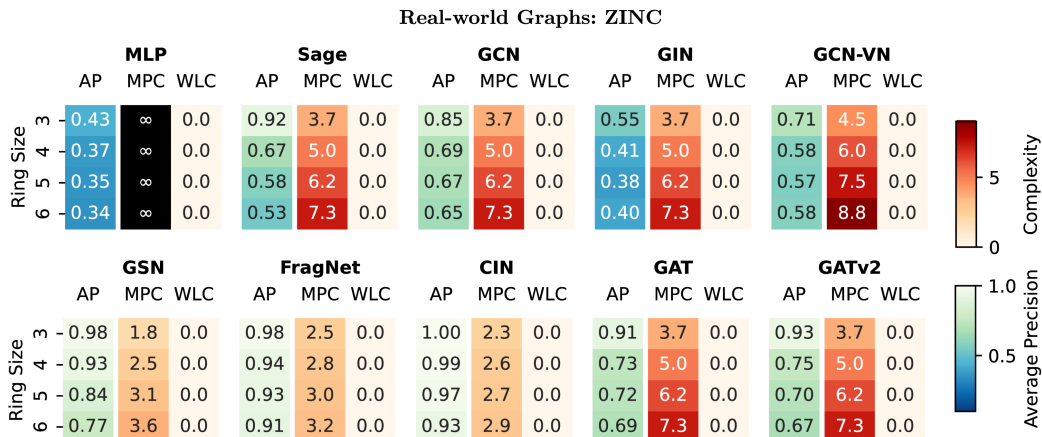 Real-world Graphs: ZINC
MLP Sage GCN GIN GCN-VN
AP MPC WLC AP MPC WLC AP MPC WLC AP MPC WLC AP MPC WLC
3 0.43 ∞ 0.0 0.92 3.7 0.0 0.85 3.7 0.0 0.55 3.7 0.0 0.71 4.5 0.0
4 0.37 ∞ 0.0 0.67 5.0 0.0 0.69 5.0 0.0 0.41 5.0 0.0 0.58 6.0 0.0
5 0.35 ∞ 0.0 0.58 6.2 0.0 0.67 6.2 0.0 0.38 6.2 0.0 0.57 7.5 0.0
6 0.34 ∞ 0.0 0.53 7.3 0.0 0.65 7.3 0.0 0.40 7.3 0.0 0.58 8.8 0.0
Ring Size
5
0
Complexity
GSN FragNet CIN GAT GATv2
AP MPC WLC AP MPC WLC AP MPC WLC AP MPC WLC AP MPC WLC
3 0.98 1.8 0.0 0.98 2.5 0.0 1.00 2.3 0.0 0.91 3.7 0.0 0.93 3.7 0.0
4 0.93 2.5 0.0 0.94 2.8 0.0 0.99 2.6 0.0 0.73 5.0 0.0 0.75 5.0 0.0
5 0.84 3.1 0.0 0.93 3.0 0.0 0.97 2.7 0.0 0.72 6.2 0.0 0.70 6.2 0.0
6 0.77 3.6 0.0 0.91 3.2 0.0 0.93 2.9 0.0 0.69 7.3 0.0 0.67 7.3 0.0
Ring Size
1.0
0.5
Average Precision